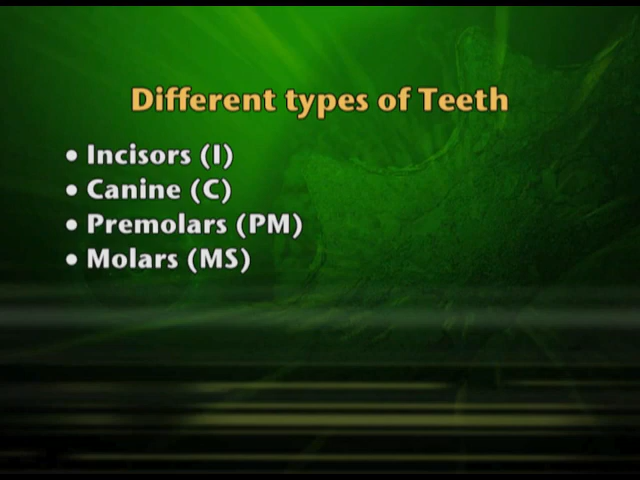 Different types of Teeth
• Incisors (I)
• Canine (C)
• Premolars (PM)
• Molars (MS)